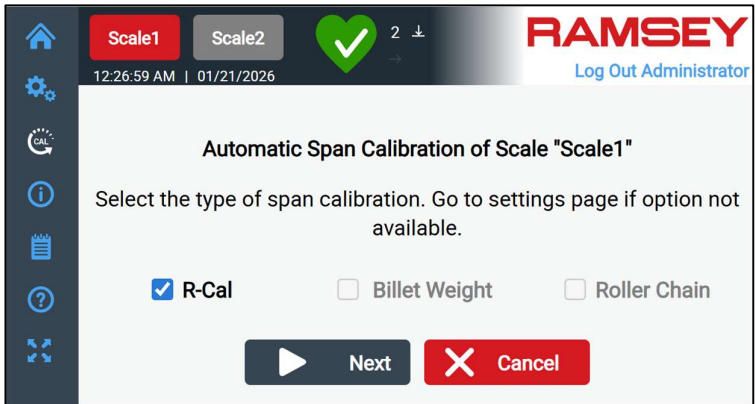 Scale1
Scale2
2
RAMSEY
12:26:59 AM | 01/21/2026
Log Out Administrator
CAL
Automatic Span Calibration of Scale "Scale1"
Select the type of span calibration. Go to settings page if option not
available.
R-Cal
Billet Weight
Roller Chain
Next
Cancel